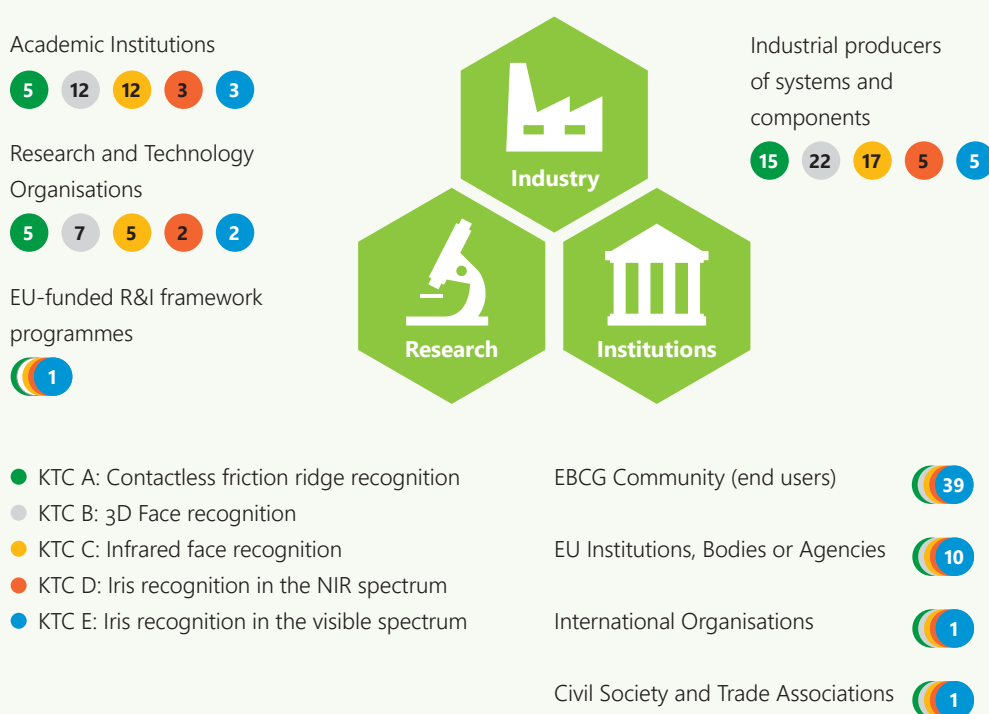 Academic Institutions
5 12 12 3 3
Research and Technology
Organisations
5 7 5 2 2
EU-funded R&I framework
programmes
1
Industry
Research
Institutions
Industrial producers
of systems and
components
15 22 17 5 5
KTC A: Contactless friction ridge recognition
KTC B: 3D Face recognition
KTC C: Infrared face recognition
KTC D: Iris recognition in the NIR spectrum
KTC E: Iris recognition in the visible spectrum
EBCG Community (end users) 39
EU Institutions, Bodies or Agencies 10
International Organisations 1
Civil Society and Trade Associations 1